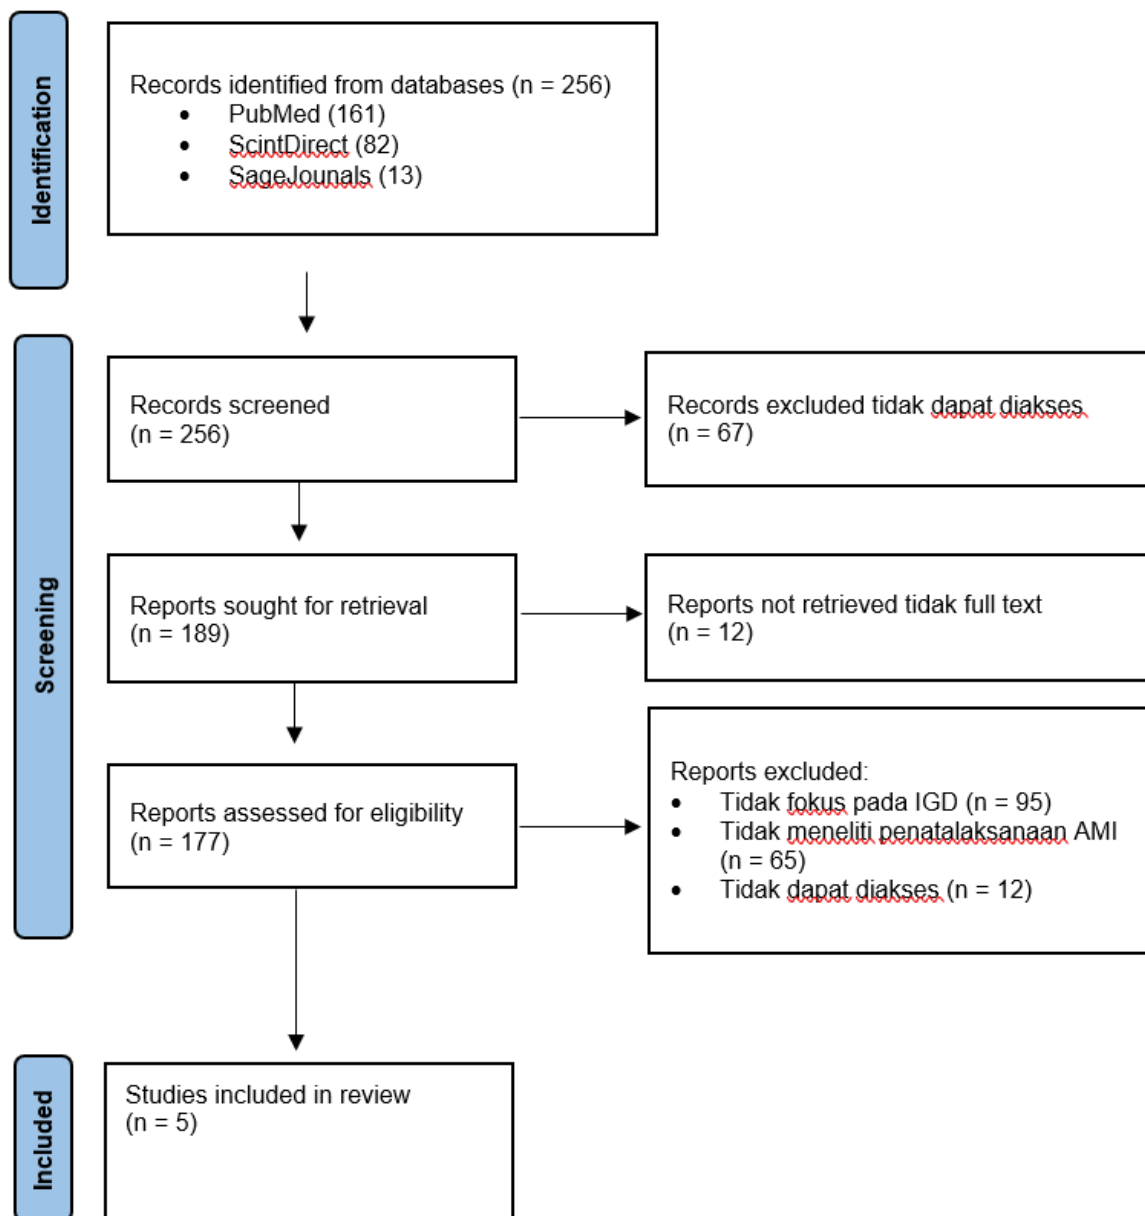 Identification
Records identified from databases (n = 256)
• PubMed (161)
• ScintDirect (82)
• SageJounals (13)
Screening
Records screened
(n = 256)
Records excluded tidak dapat diakses
(n = 67)
Reports sought for retrieval
(n = 189)
Reports not retrieved tidak full text
(n = 12)
Reports assessed for eligibility
(n = 177)
Reports excluded:
• Tidak fokus pada IGD (n = 95)
• Tidak meneliti penatalaksanaan AMI
(n = 65)
• Tidak dapat diakses (n = 12)
Included
Studies included in review
(n = 5)